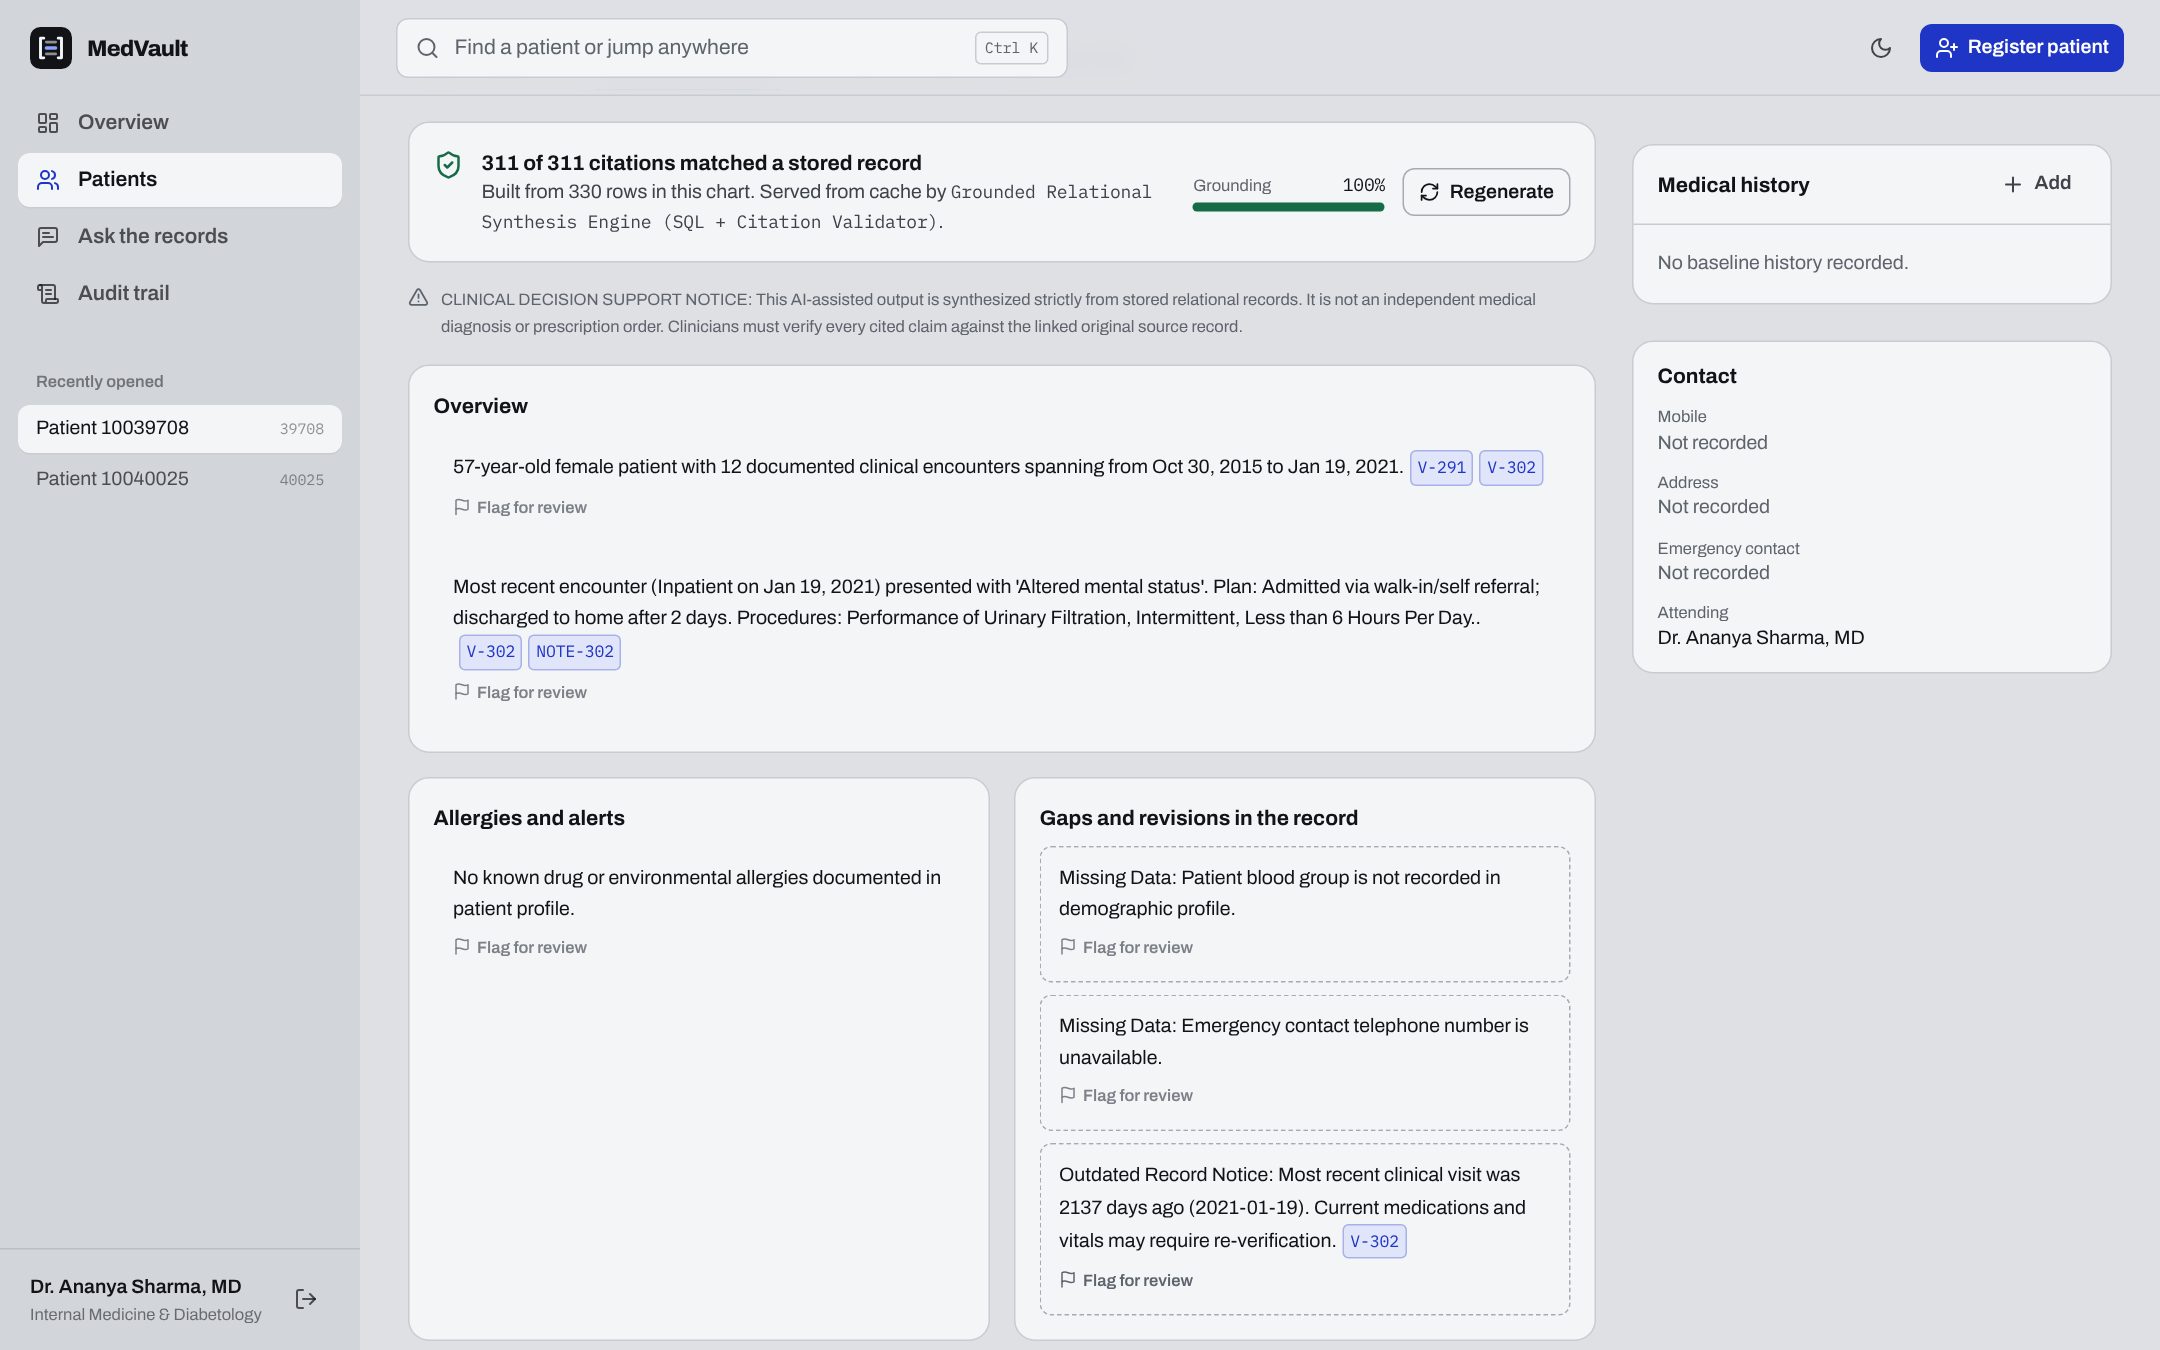 MedVault
Find a patient or jump anywhere
Ctrl K
Register patient
Overview
Patients
Ask the records
Audit trail
Recently opened
Patient 10039708 39708
Patient 10040025 40025
Dr. Ananya Sharma, MD
Internal Medicine & Diabetology
311 of 311 citations matched a stored record
Built from 330 rows in this chart. Served from cache by Grounded Relational
Synthesis Engine (SQL + Citation Validator).
Grounding 100%
Regenerate
CLINICAL DECISION SUPPORT NOTICE: This AI-assisted output is synthesized strictly from stored relational records. It is not an independent medical
diagnosis or prescription order. Clinicians must verify every cited claim against the linked original source record.
Overview
57-year-old female patient with 12 documented clinical encounters spanning from Oct 30, 2015 to Jan 19, 2021. V-291 V-302
Flag for review
Most recent encounter (Inpatient on Jan 19, 2021) presented with 'Altered mental status'. Plan: Admitted via walk-in/self referral;
discharged to home after 2 days. Procedures: Performance of Urinary Filtration, Intermittent, Less than 6 Hours Per Day..
V-302 NOTE-302
Flag for review
Allergies and alerts
No known drug or environmental allergies documented in
patient profile.
Flag for review
Gaps and revisions in the record
Missing Data: Patient blood group is not recorded in
demographic profile.
Flag for review
Missing Data: Emergency contact telephone number is
unavailable.
Flag for review
Outdated Record Notice: Most recent clinical visit was
2137 days ago (2021-01-19). Current medications and
vitals may require re-verification. V-302
Flag for review
Medical history
Add
No baseline history recorded.
Contact
Mobile
Not recorded
Address
Not recorded
Emergency contact
Not recorded
Attending
Dr. Ananya Sharma, MD